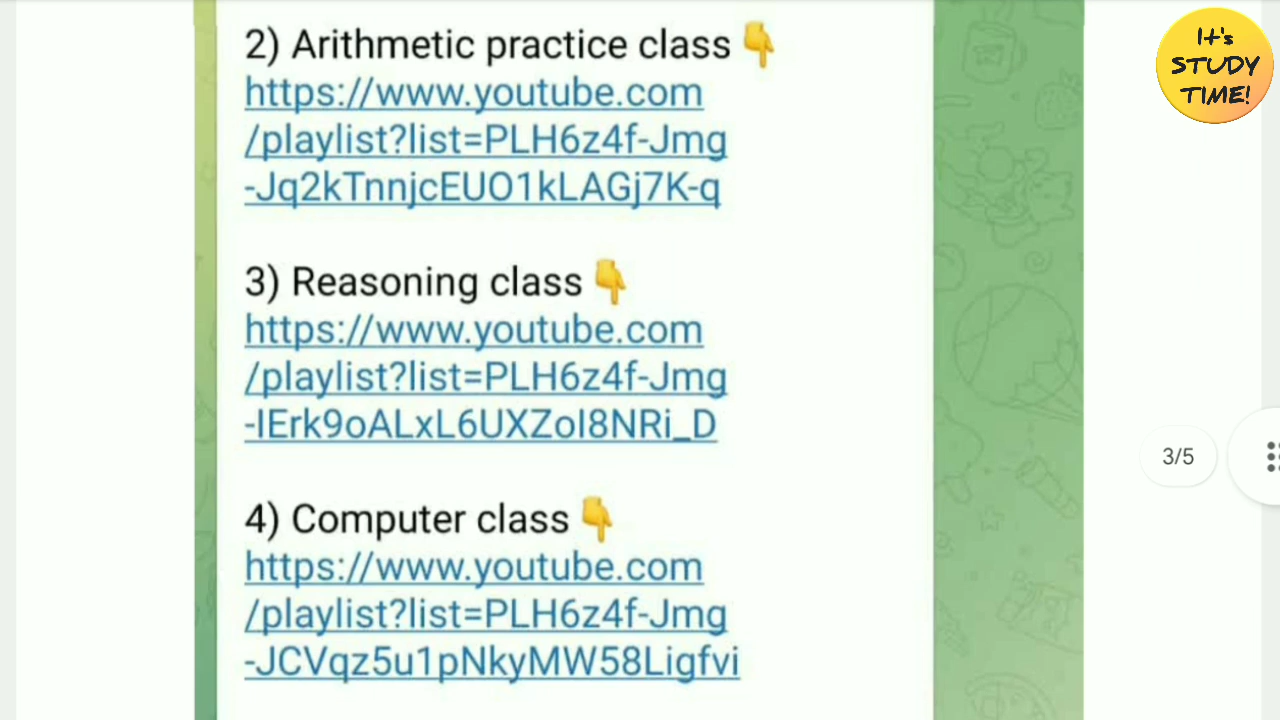 2) Arithmetic practice class👇
https://www.youtube.com
/playlist?list=PLH6z4f-Jmg
-Jq2kTnnjcEUO1kLAGj7K-q
3) Reasoning class👇
https://www.youtube.com
/playlist?list=PLH6z4f-Jmg
-IErk9oALxL6UXZoI8NRi_D
4) Computer class👇
https://www.youtube.com
/playlist?list=PLH6z4f-Jmg
-JCVqz5u1pNkyMW58Ligfvi
It's
STUDY
TIME!
3/5